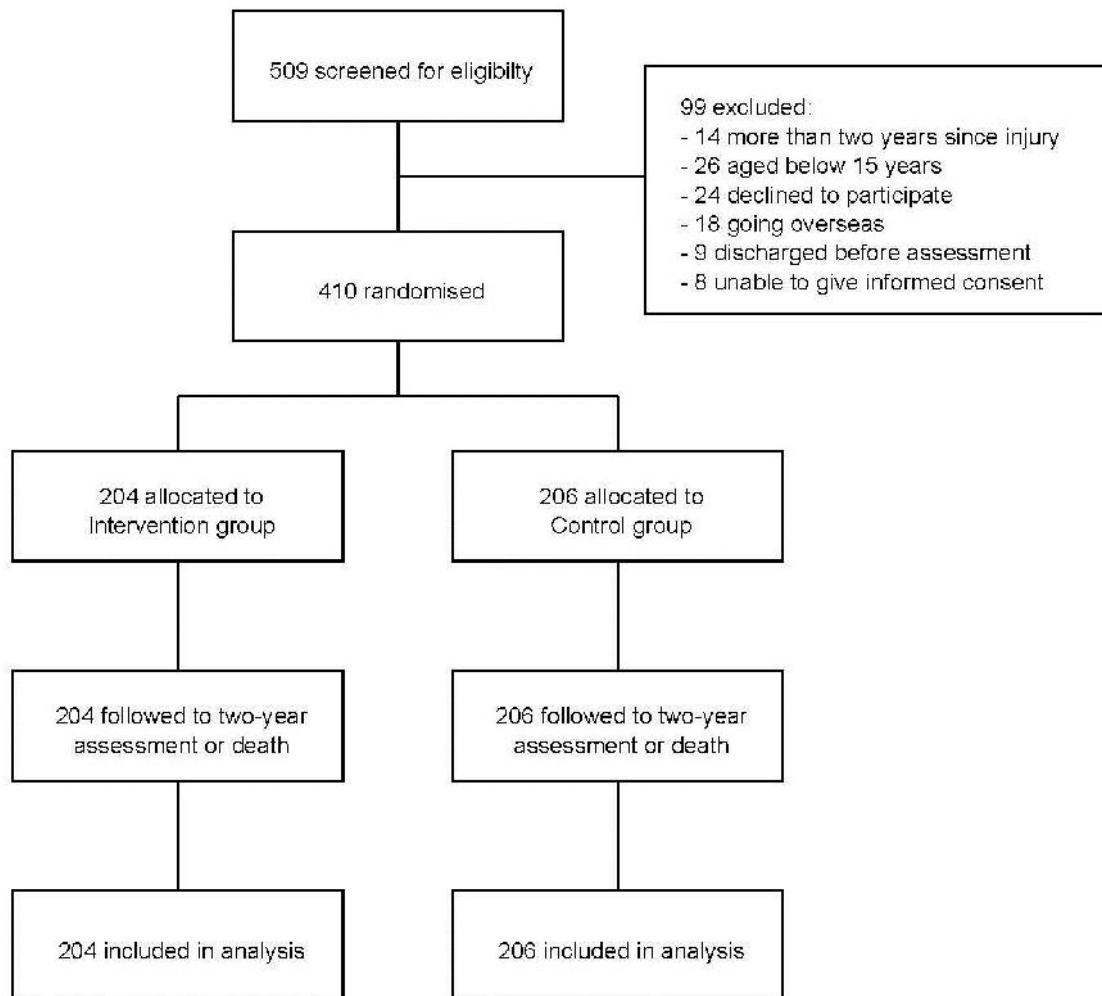 509 screened for eligibilty
99 excluded:
- 14 more than two years since injury
- 26 aged below 15 years
- 24 declined to participate
- 18 going overseas
- 9 discharged before assessment
- 8 unable to give informed consent
410 randomised
204 allocated to
Intervention group
206 allocated to
Control group
204 followed to two-year
assessment or death
206 followed to two-year
assessment or death
204 included in analysis
206 included in analysis